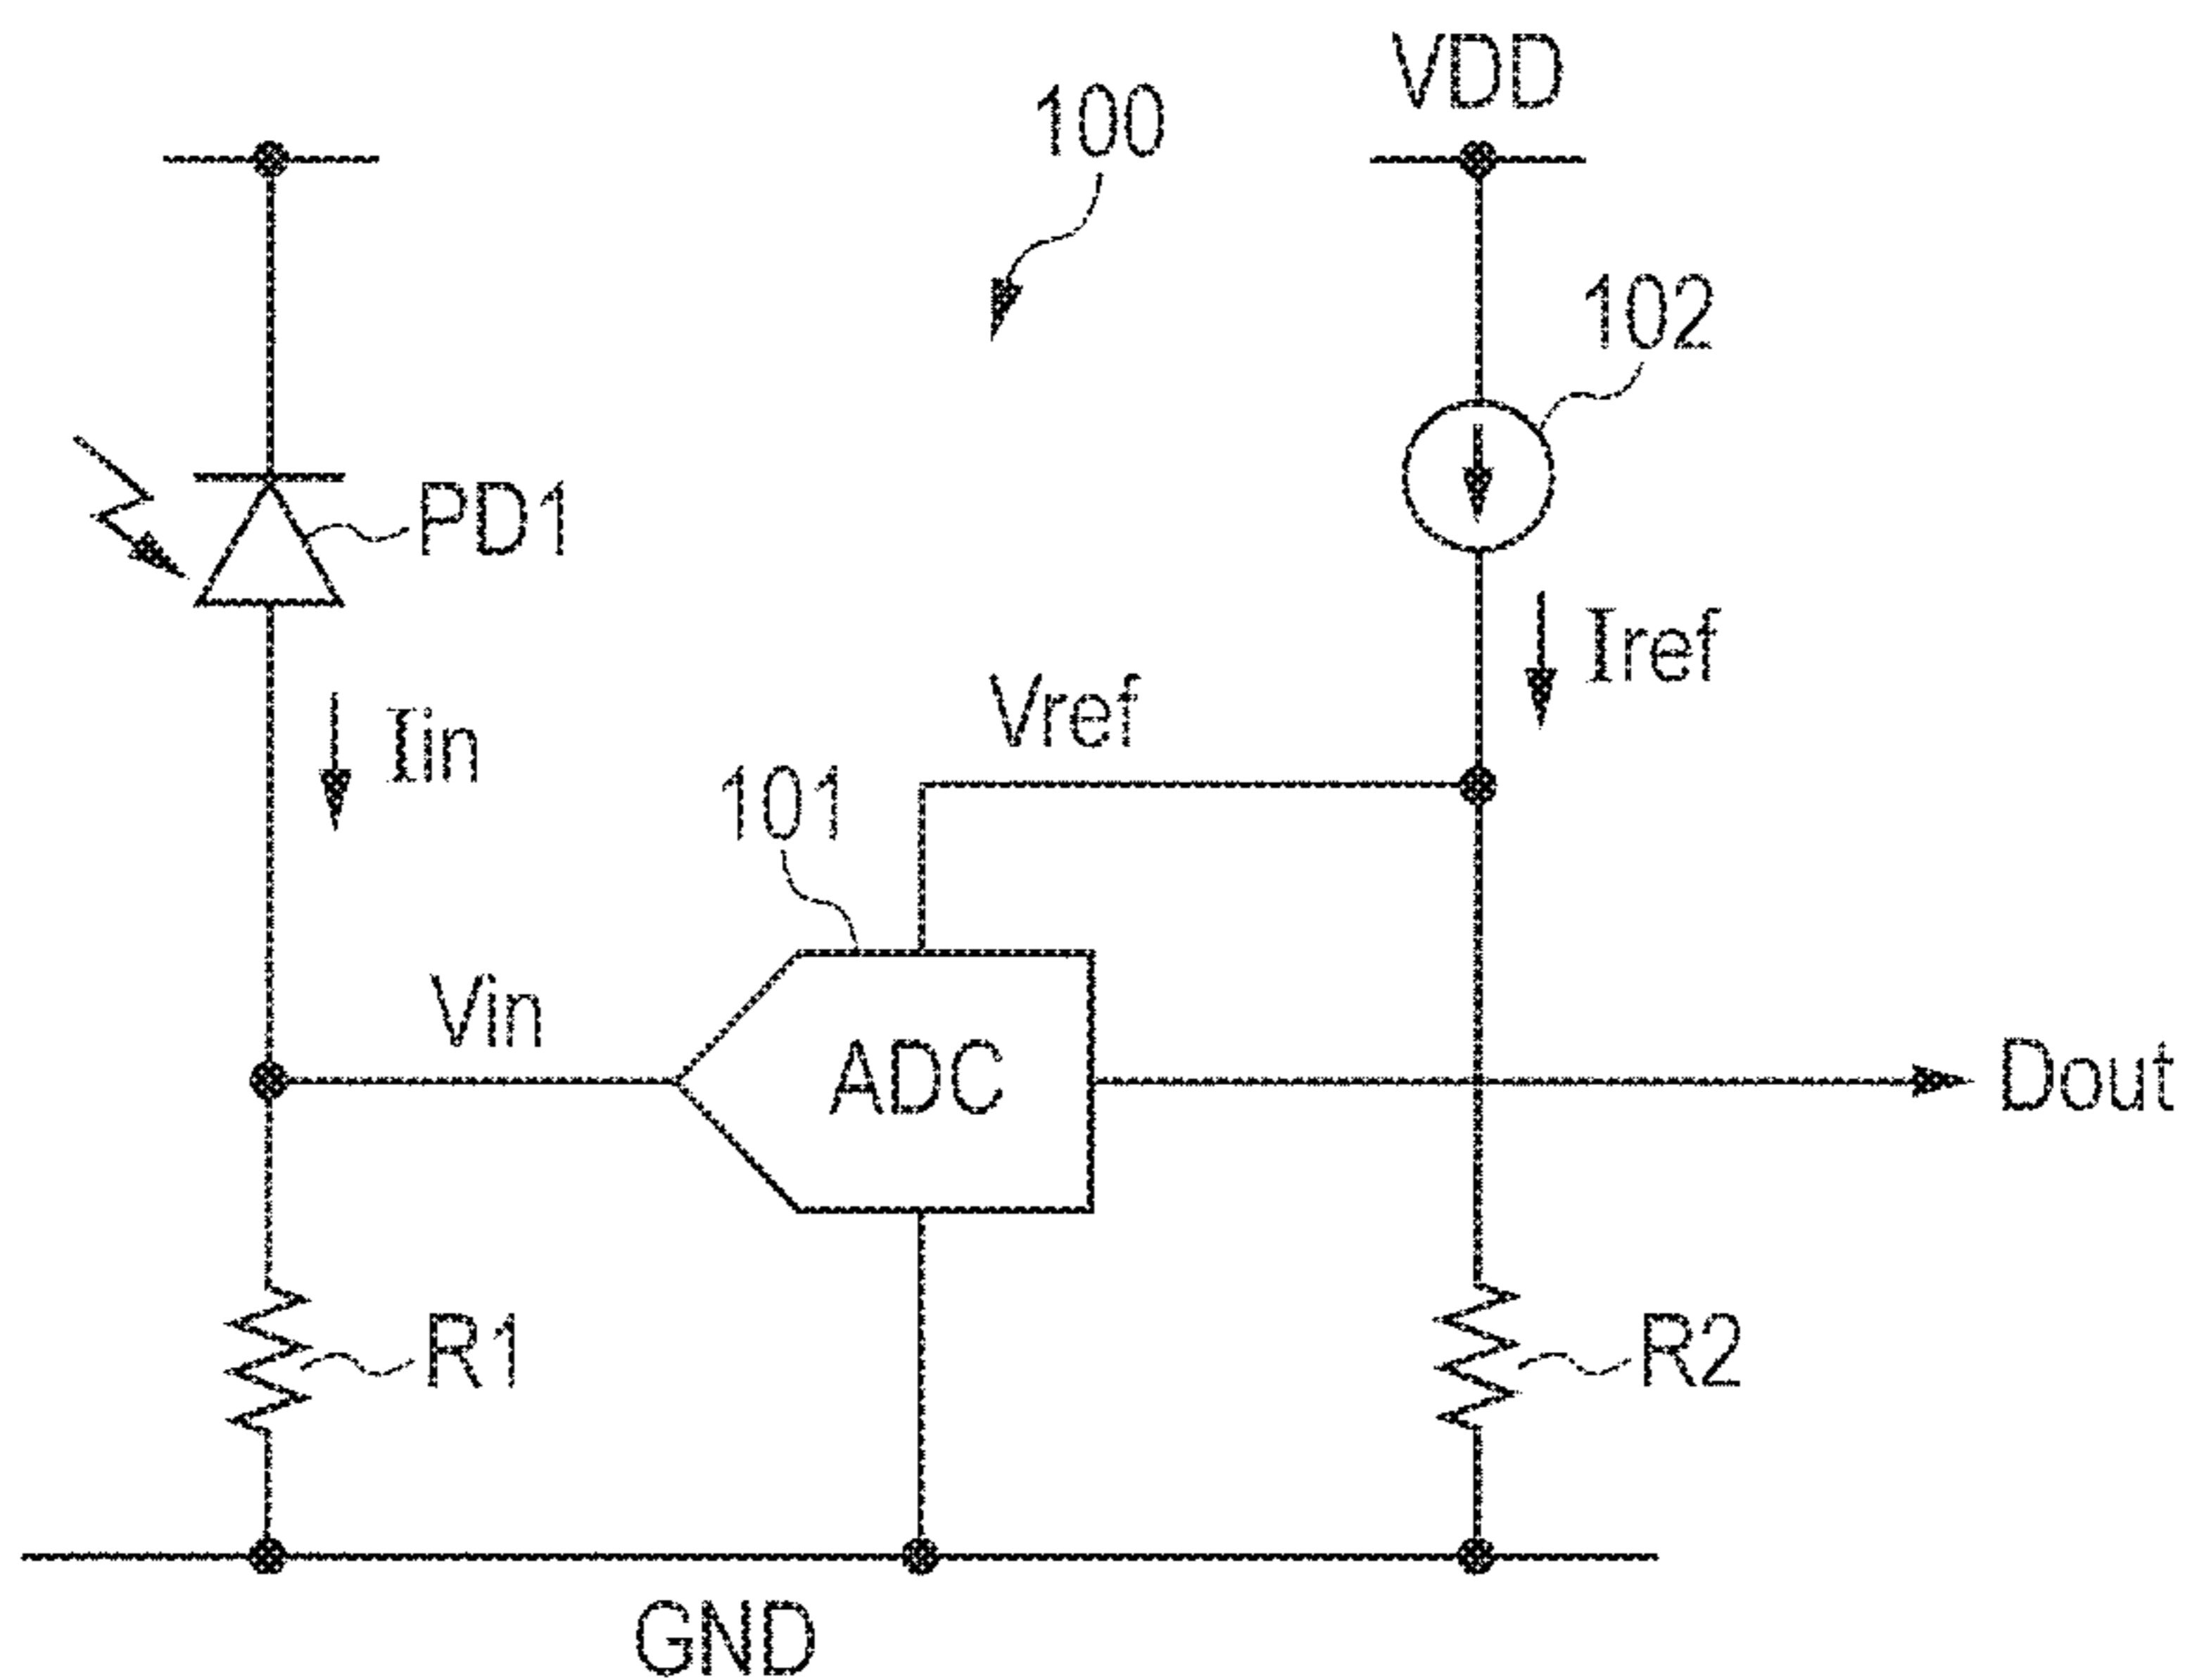 VDD
100
102
PD1
Iref
Vref
Iin
101
Vin
ADC
Dout
R1
R2
GND